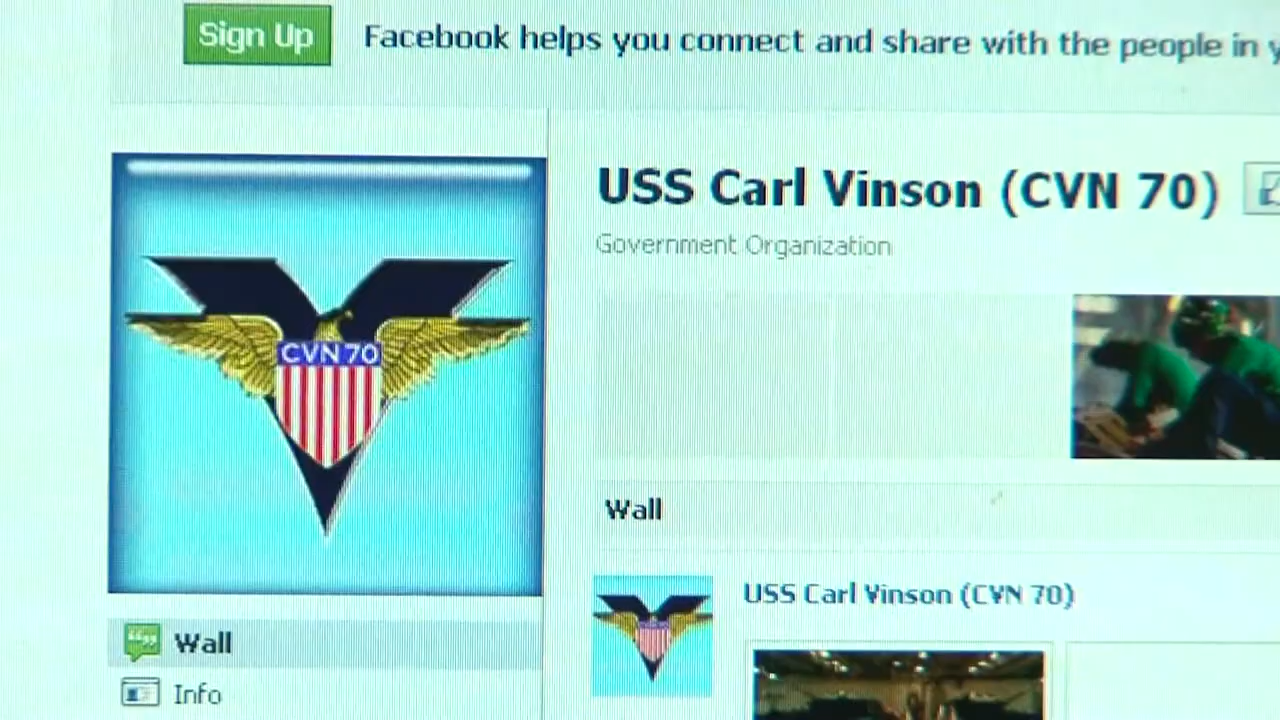 Sign Up
Facebook helps you connect and share with the people in
USS Carl Vinson (CVN 70)
Government Organization
CVN 70
Wall
USS Carl Vinson (CVN 70)
Wall
Info